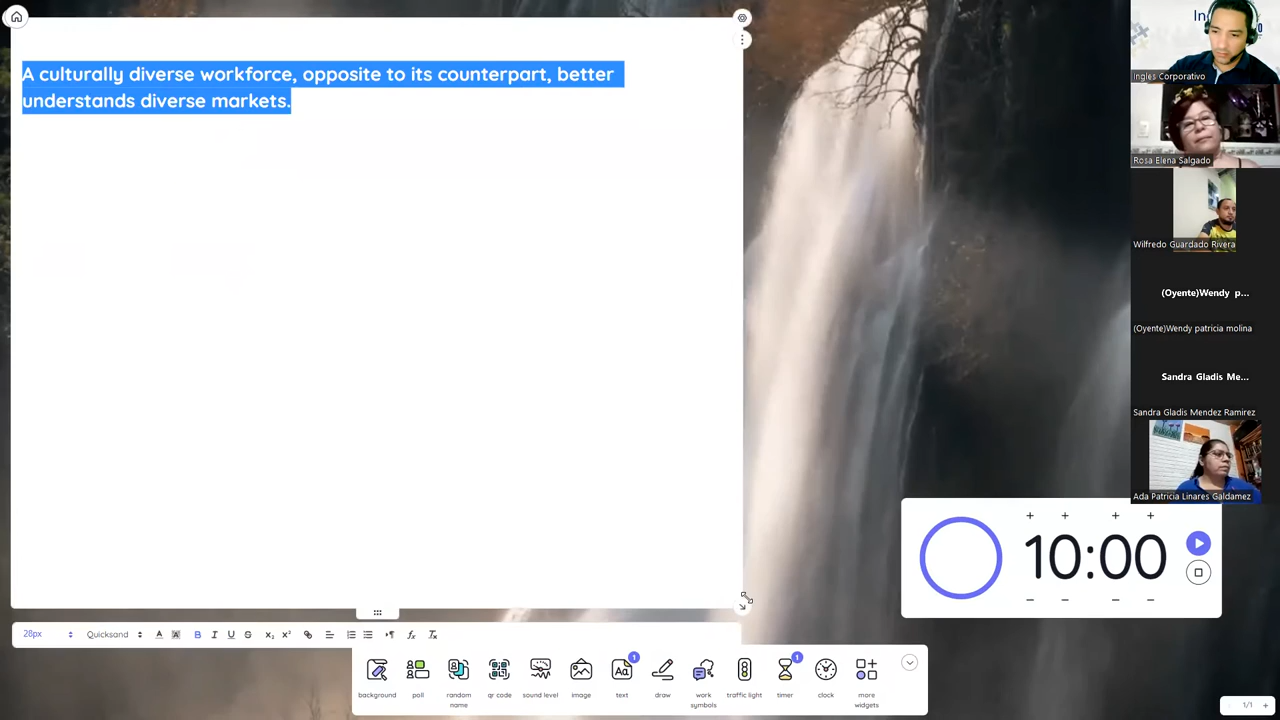 A culturally diverse workforce, opposite to its counterpart, better
understands diverse markets.
28px
Quicksand
background
poll
random
name
qr code
sound level
image
text
1
draw
work
symbols
traffic light
timer
1
clock
more
widgets
10:00
1/1
Ingles Corporativo
Rosa Elena Salgado
Wilfredo Guardado Rivera
(Oyente)Wendy p...
(Oyente)Wendy patricia molina
Sandra Gladis Me...
Sandra Gladis Mendez Ramirez
Ada Patricia Linares Galdamez